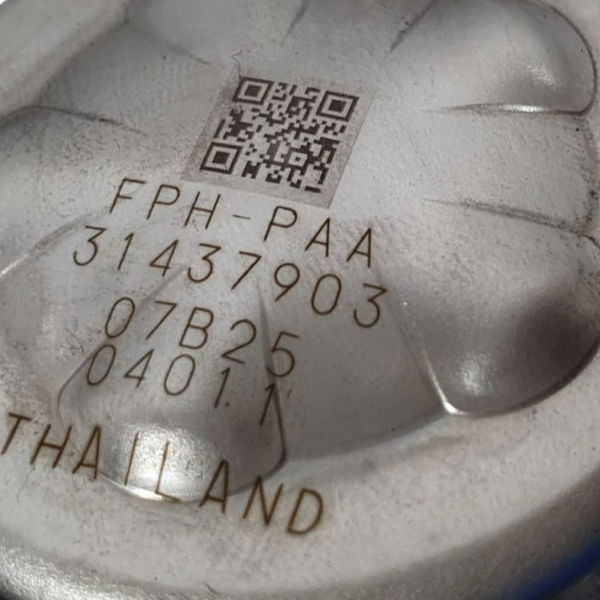 FPH-PAA
31437903
07B25
0401.1
THAILAND